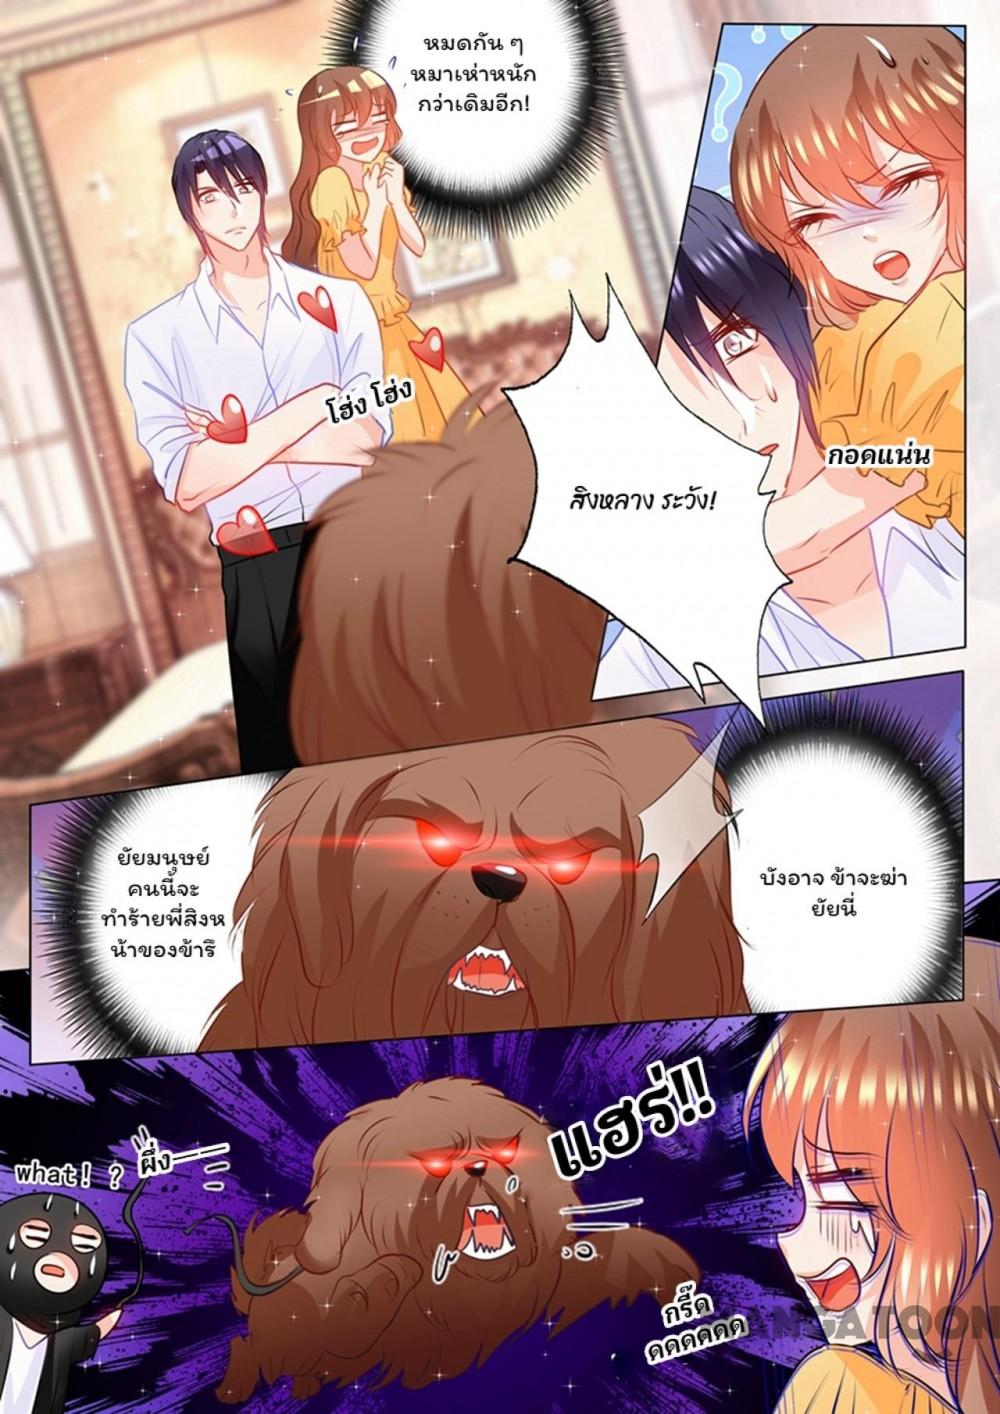 หมดกัน ๆ
หมาเห่าหนัก
กว่าเดิมอีก!
โฮ่ง โฮ่ง
สิงหลาง ระวัง!
กอดแน่น
ยัยมนุษย์
คนนี้จะ
ทำร้ายพี่สิงห
น้าของข้ารึ
บังอาจ ข้าจะฆ่า
ยัยนี่
แฮร่!!
what! ?
ผึ่ง——
กรี๊ด
ดดดดดด
MANGATOON